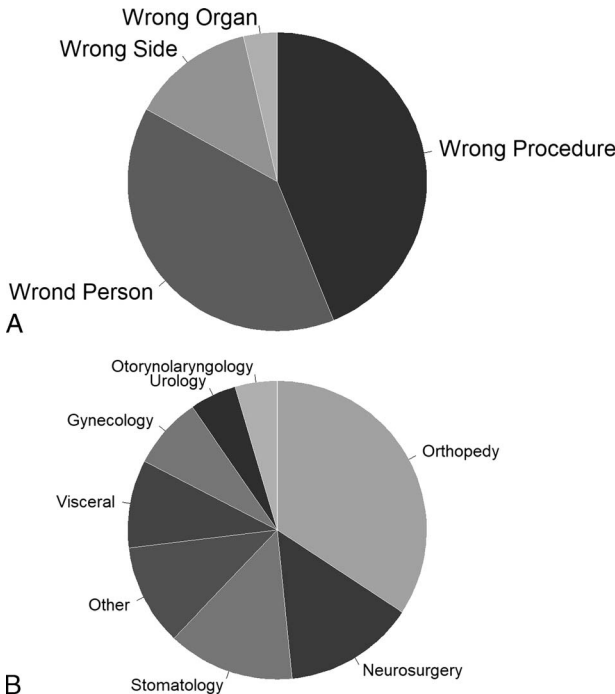 Wrong Organ
Wrong Side
Wrong Procedure
Wrond Person
A
Otorynolaryngology
Urology
Gynecology
Orthopedy
Visceral
Other
Neurosurgery
Stomatology
B